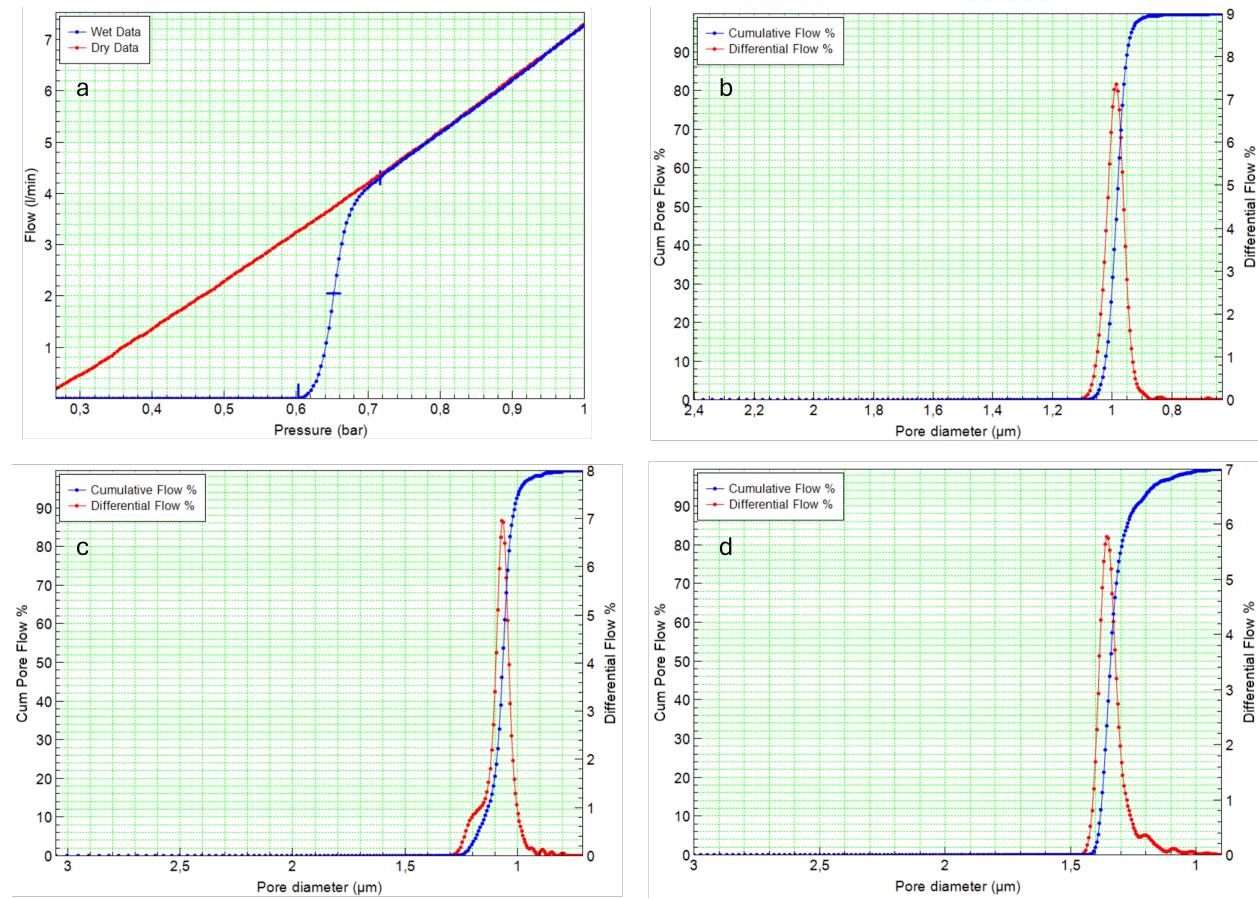 Wet Data
Dry Data
a
Flow (l/min)
7
6
5
4
3
2
1
0,3 0,4 0,5 0,6 0,7 0,8 0,9 1
Pressure (bar)
Cumulative Flow %
Differential Flow %
b
Cum Pore Flow %
90
80
70
60
50
40
30
20
10
0
9
8
7
6
5
4
3
2
1
0
Differential Flow %
2,4 2,2 2 1,8 1,6 1,4 1,2 1 0,8
Pore diameter (µm)
Cumulative Flow %
Differential Flow %
c
Cum Pore Flow %
90
80
70
60
50
40
30
20
10
0
8
7
6
5
4
3
2
1
0
Differential Flow %
3 2,5 2 1,5 1
Pore diameter (µm)
Cumulative Flow %
Differential Flow %
d
Cum Pore Flow %
90
80
70
60
50
40
30
20
10
0
7
6
5
4
3
2
1
0
Differential Flow %
3 2,5 2 1,5 1
Pore diameter (µm)